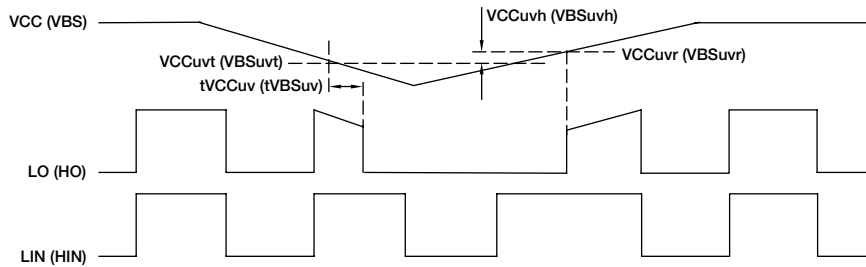 VCC (VBS)
VCCuvh (VBSuvh)
VCCuvt (VBSuvt)
VCCuvr (VBSuvr)
tVCCuv (tVBSuv)
LO (HO)
LIN (HIN)